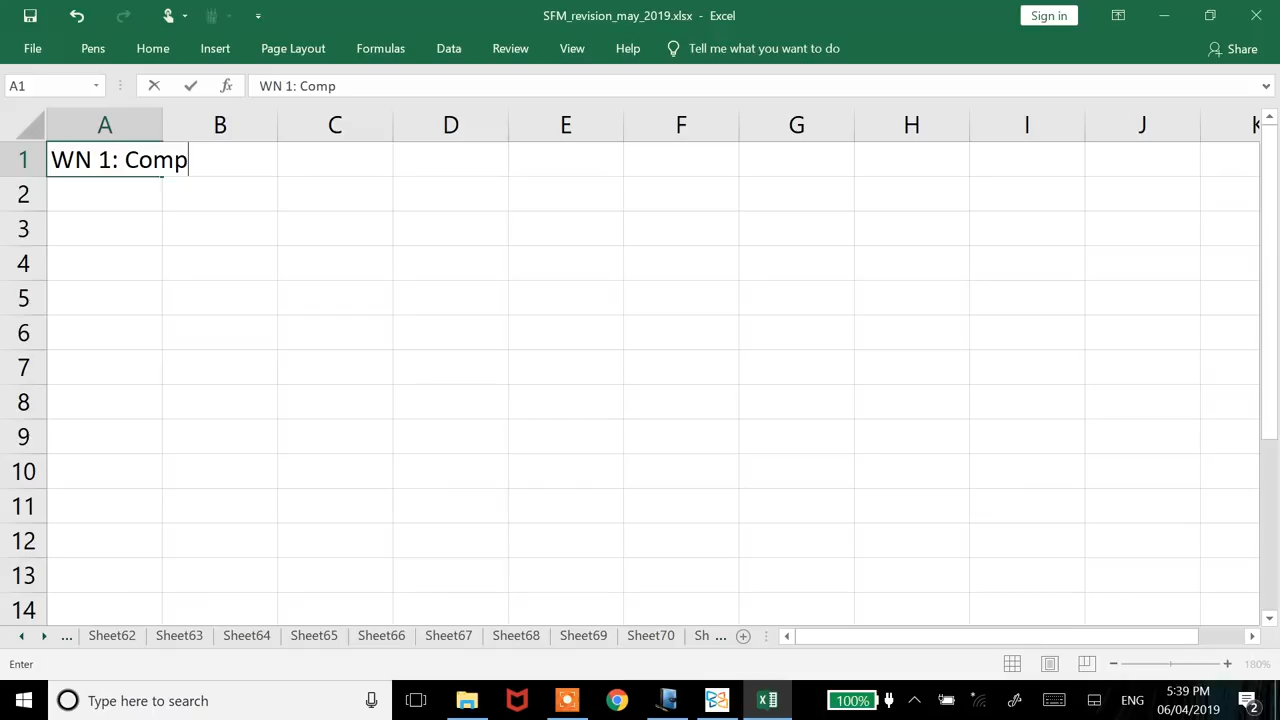 SFM_revision_may_2019.xlsx - Excel
Sign in
File Pens Home Insert Page Layout Formulas Data Review View Help Tell me what you want to do Share
A1 fx WN 1: Comp
A B C D E F G H I J K
1 WN 1: Comp
2
3
4
5
6
7
8
9
10
11
12
13
14
... Sheet62 Sheet63 Sheet64 Sheet65 Sheet66 Sheet67 Sheet68 Sheet69 Sheet70 Sh ...
Enter 180%
Type here to search 100% ENG 5:39 PM
06/04/2019 2